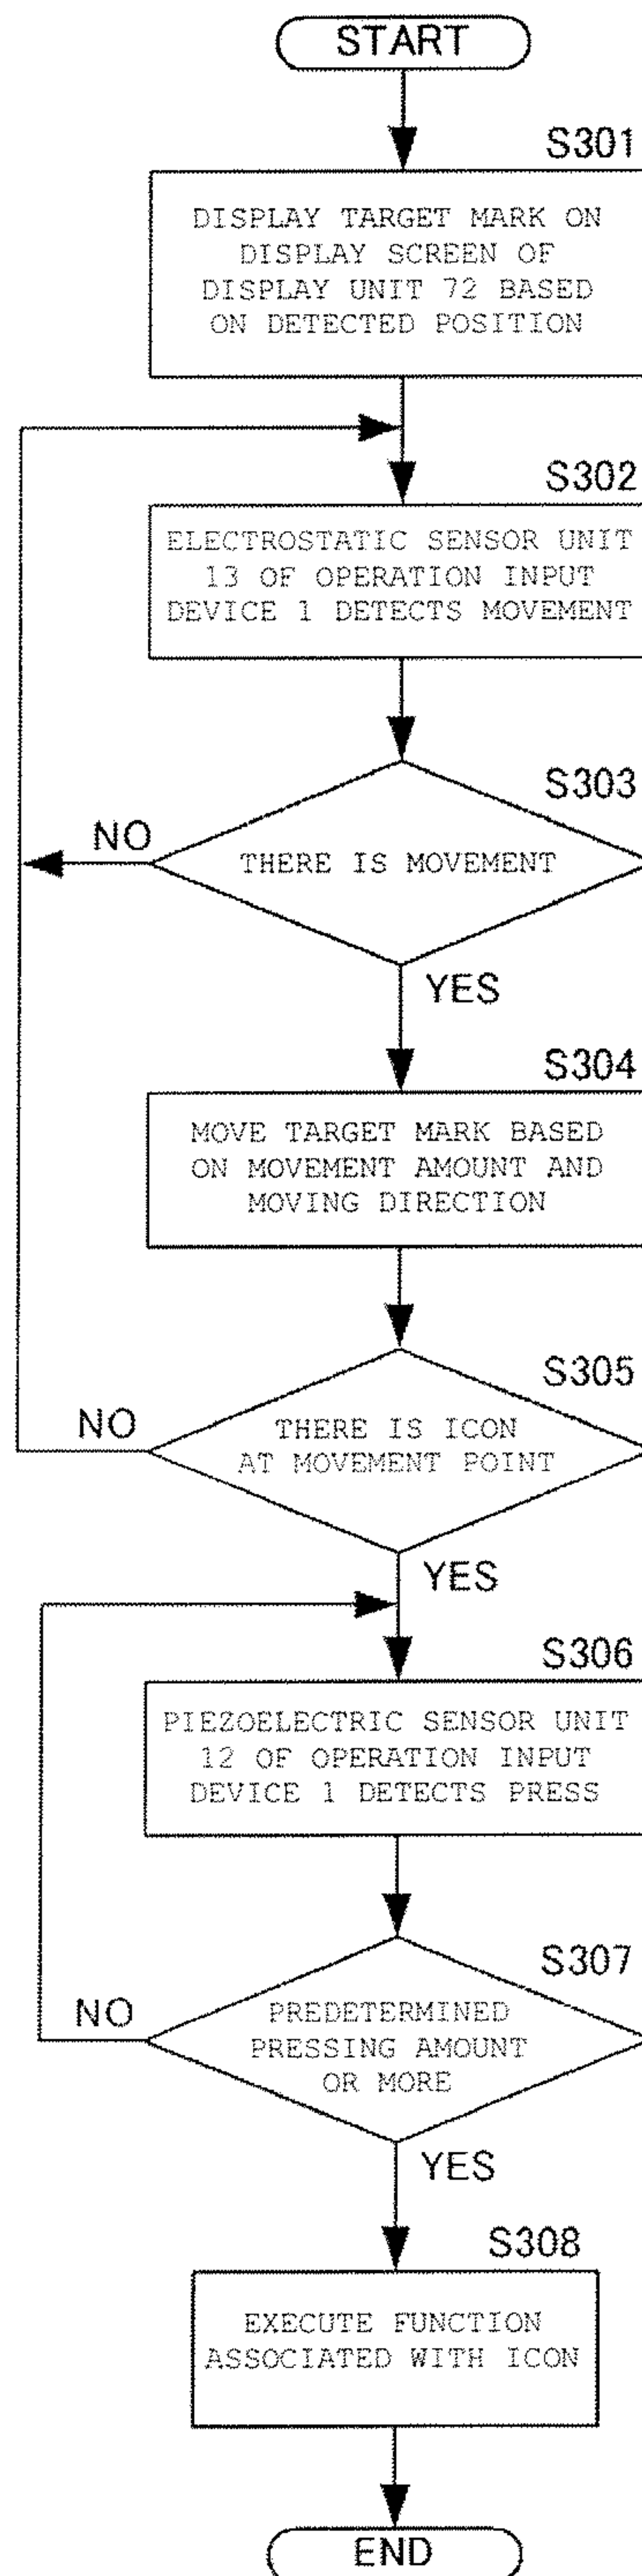 START
S301
DISPLAY TARGET MARK ON
DISPLAY SCREEN OF
DISPLAY UNIT 72 BASED
ON DETECTED POSITION
S302
ELECTROSTATIC SENSOR UNIT
13 OF OPERATION INPUT
DEVICE 1 DETECTS MOVEMENT
S303
NO
THERE IS MOVEMENT
YES
S304
MOVE TARGET MARK BASED
ON MOVEMENT AMOUNT AND
MOVING DIRECTION
S305
NO
THERE IS ICON
AT MOVEMENT POINT
YES
S306
PIEZOELECTRIC SENSOR UNIT
12 OF OPERATION INPUT
DEVICE 1 DETECTS PRESS
S307
NO
PREDETERMINED
PRESSING AMOUNT
OR MORE
YES
S308
EXECUTE FUNCTION
ASSOCIATED WITH ICON
END